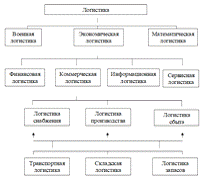 Логистика
Военная
логистика
Экономическая
логистика
Математическая
логистика
Финансовая
логистика
Коммерческая
логистика
Информационная
логистика
Сервисная
логистика
Логистика
снабжения
Логистика
производства
Логистика
сбыта
Транспортная
логистика
Складская
логистика
Логистика
запасов